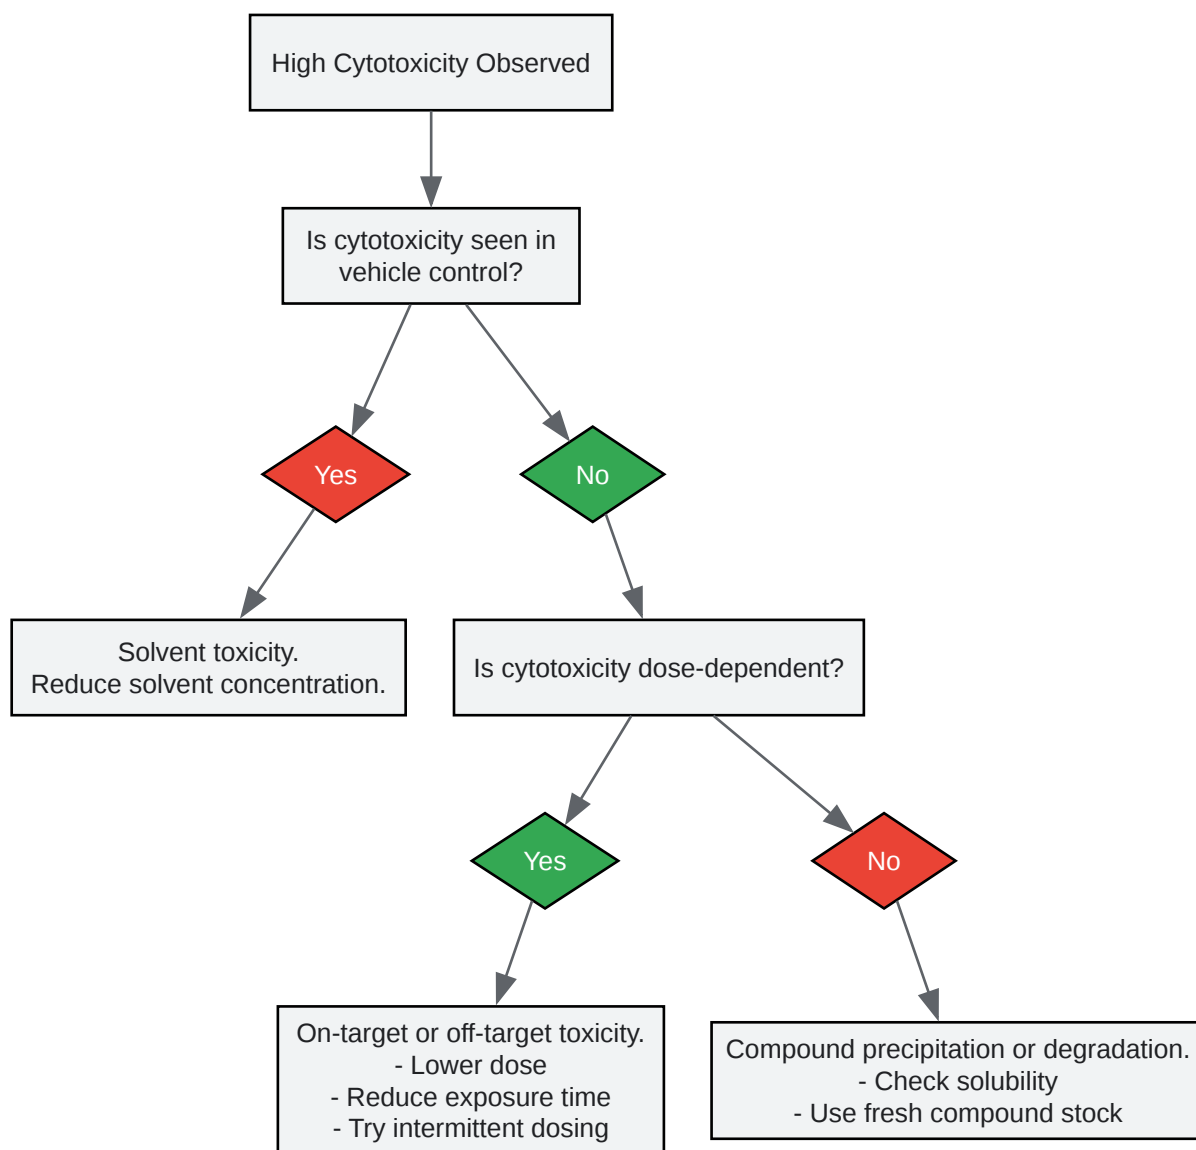 High Cytotoxicity Observed
Is cytotoxicity seen in
vehicle control?
Yes
No
Solvent toxicity.
Reduce solvent concentration.
Is cytotoxicity dose-dependent?
Yes
No
On-target or off-target toxicity.
- Lower dose
- Reduce exposure time
- Try intermittent dosing
Compound precipitation or degradation.
- Check solubility
- Use fresh compound stock